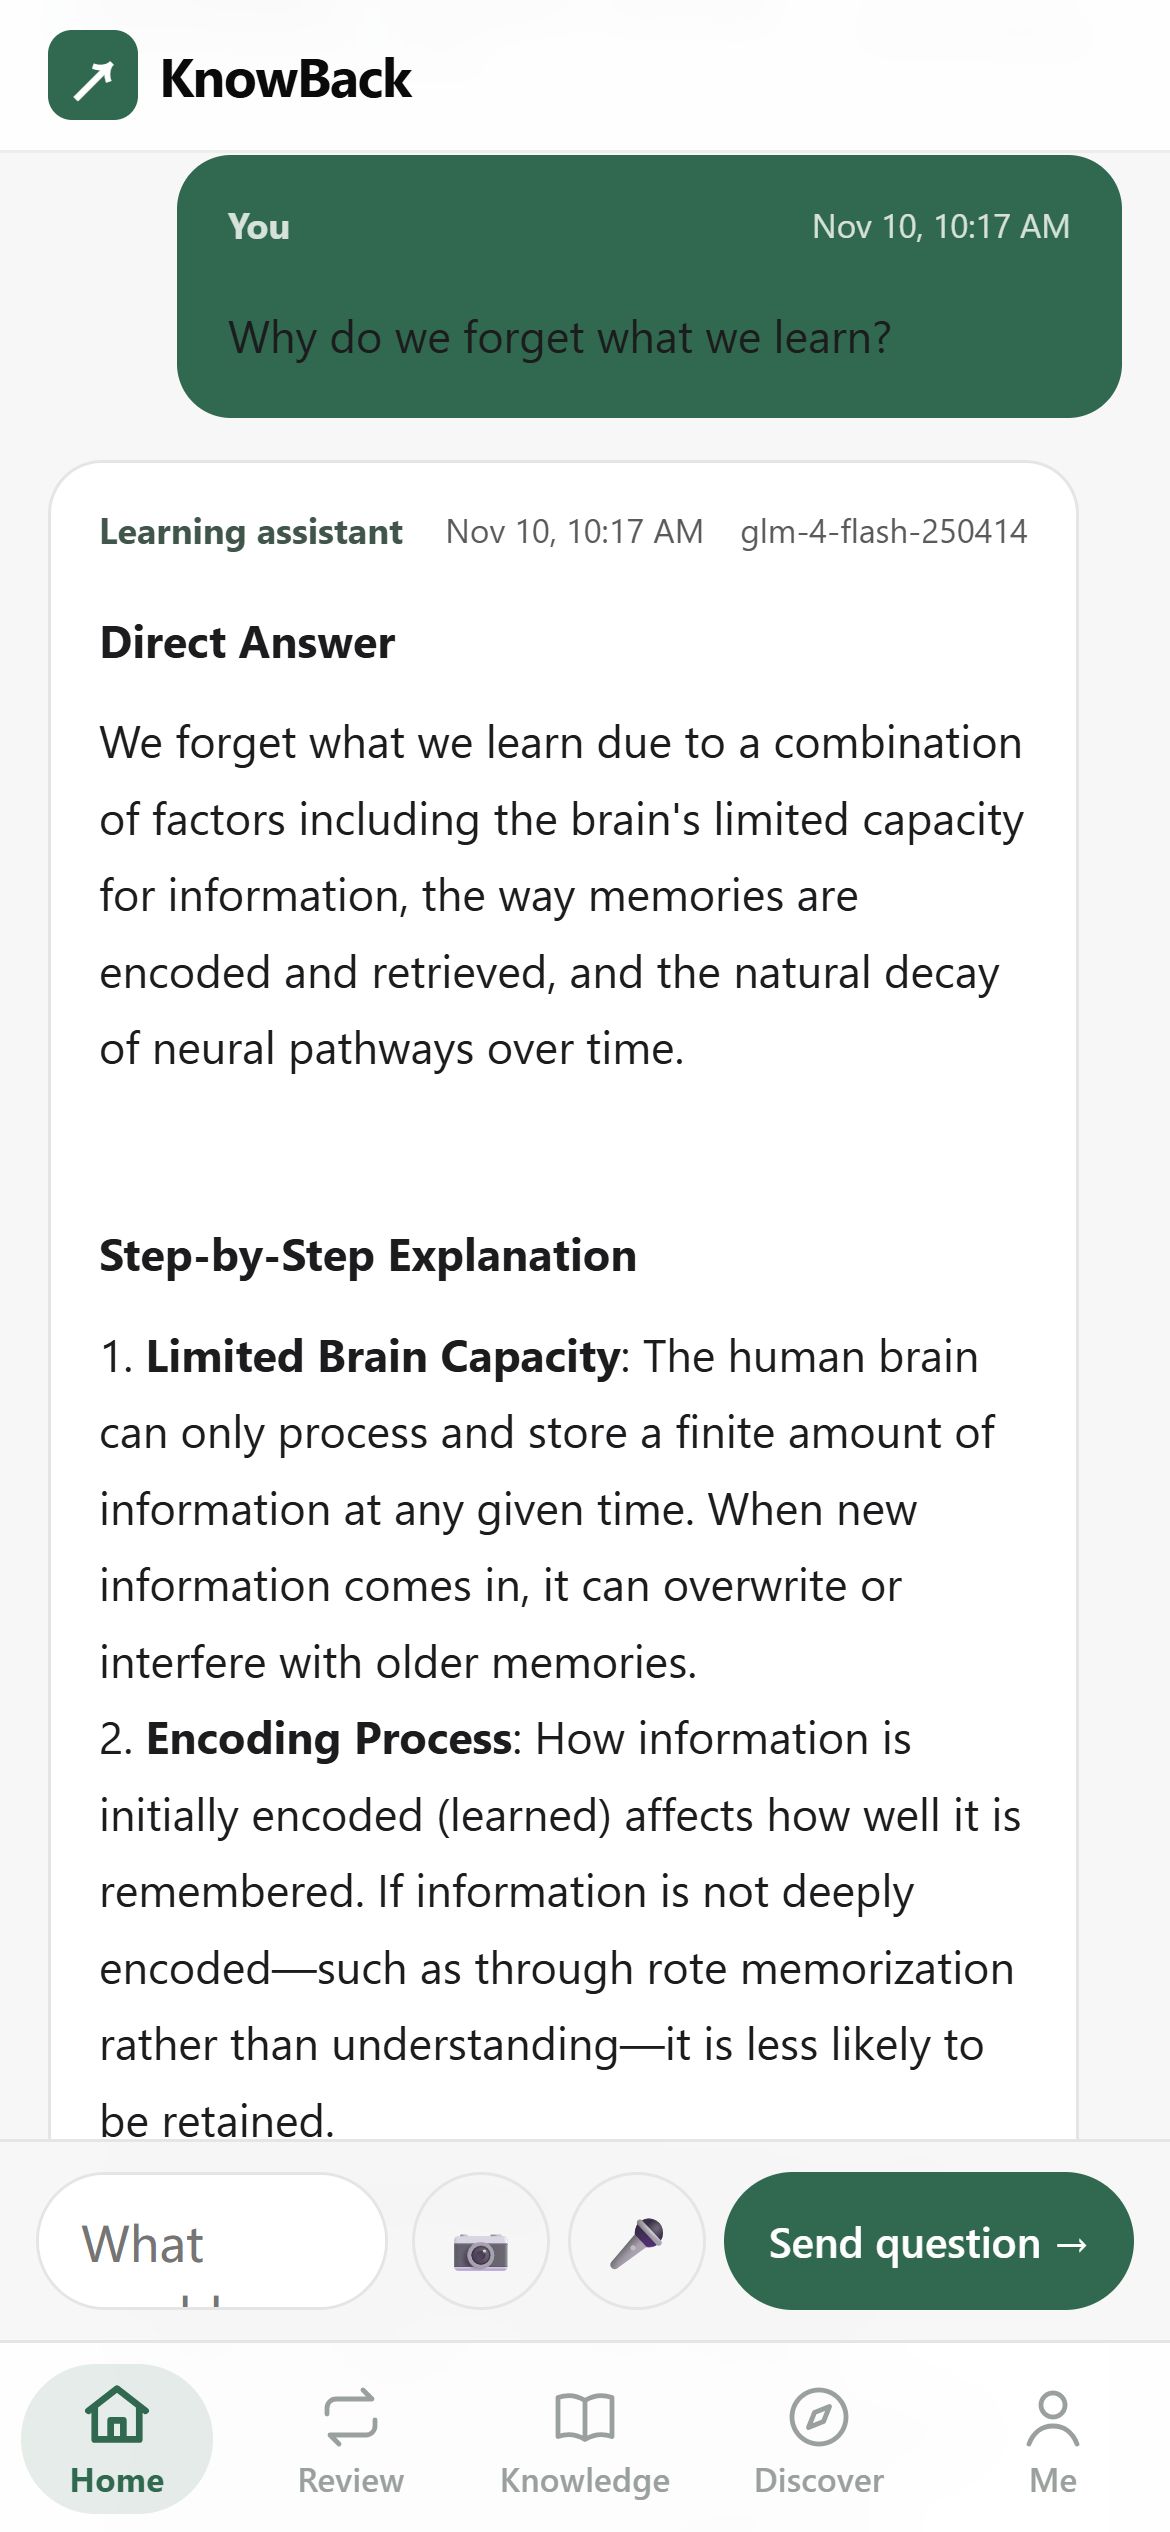 KnowBack
You Nov 10, 10:17 AM
Why do we forget what we learn?
Learning assistant Nov 10, 10:17 AM glm-4-flash-250414
Direct Answer
We forget what we learn due to a combination
of factors including the brain's limited capacity
for information, the way memories are
encoded and retrieved, and the natural decay
of neural pathways over time.
Step-by-Step Explanation
1. Limited Brain Capacity: The human brain
can only process and store a finite amount of
information at any given time. When new
information comes in, it can overwrite or
interfere with older memories.
2. Encoding Process: How information is
initially encoded (learned) affects how well it is
remembered. If information is not deeply
encoded—such as through rote memorization
rather than understanding—it is less likely to
be retained.
What
Send question →
Home Review Knowledge Discover Me